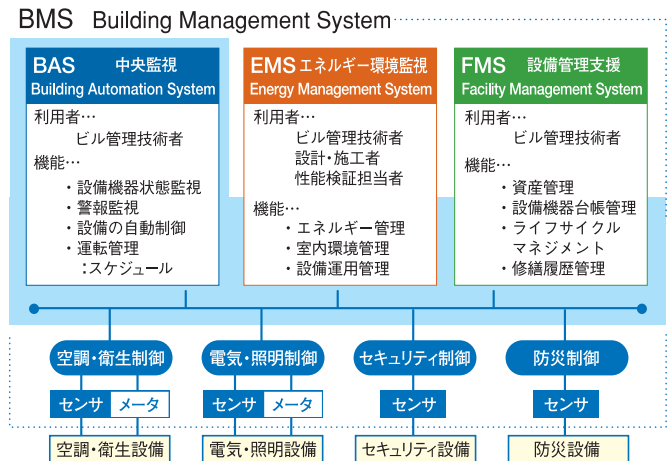 BMS Building Management System
BAS 中央監視
Building Automation System
利用者…
ビル管理技術者
機能…
・設備機器状態監視
・警報監視
・設備の自動制御
・運転管理
:スケジュール
EMS エネルギー環境監視
Energy Management System
利用者…
ビル管理技術者
設計・施工者
性能検証担当者
機能…
・エネルギー管理
・室内環境管理
・設備運用管理
FMS 設備管理支援
Facility Management System
利用者…
ビル管理技術者
機能…
・資産管理
・設備機器台帳管理
・ライフサイクル
マネジメント
・修繕履歴管理
空調・衛生制御
電気・照明制御
セキュリティ制御
防災制御
センサ
メータ
センサ
メータ
センサ
センサ
空調・衛生設備
電気・照明設備
セキュリティ設備
防災設備